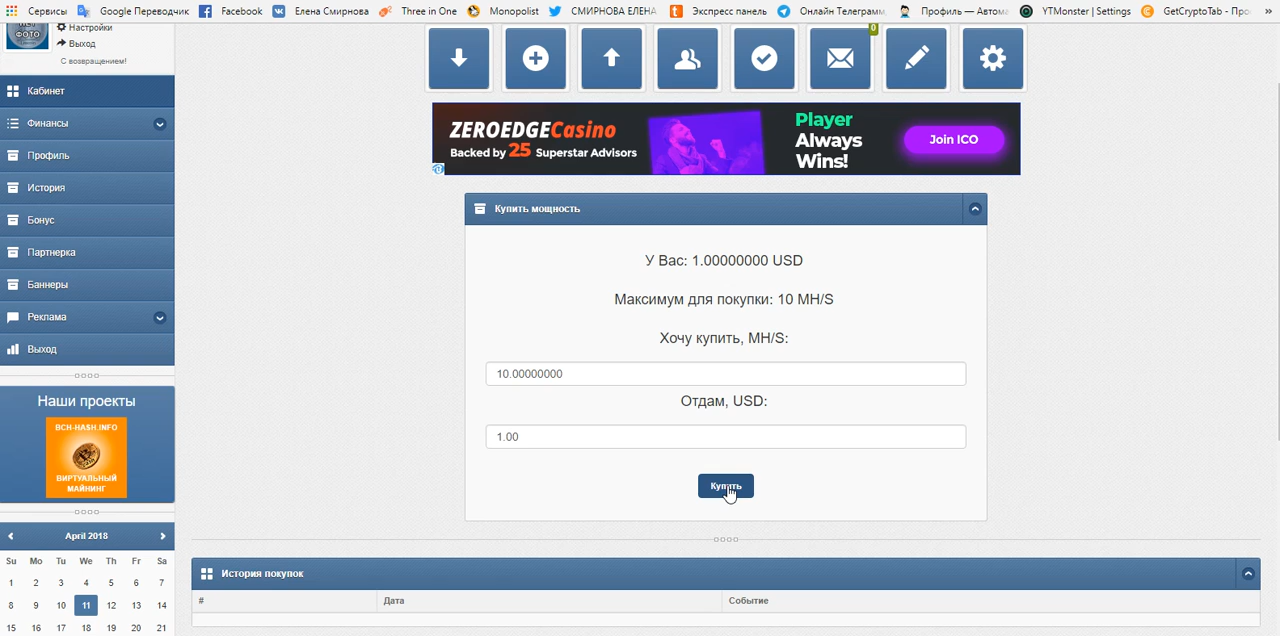 Сервисы
Google Переводчик
Facebook
Елена Смирнова
Three in One
Monopolist
СМИРНОВА ЕЛЕНА
Экспресс панель
Онлайн Телеграмм
Профиль — Автома
YTMonster | Settings
GetCryptoTab - Про
»
ФОТО
Настройки
Выход
С возвращением!
0
Кабинет
Финансы
Профиль
История
Бонус
Партнерка
Баннеры
Реклама
Выход
ZEROEDGECasino
Backed by 25 Superstar Advisors
Player
Always
Wins!
Join ICO
Купить мощность
У Вас: 1.00000000 USD
Максимум для покупки: 10 MH/S
Хочу купить, MH/S:
10.00000000
Отдам, USD:
1.00
Купить
Наши проекты
BCH-HASH.INFO
ВИРТУАЛЬНЫЙ
МАЙНИНГ
April 2018
Su Mo Tu We Th Fr Sa
1 2 3 4 5 6 7
8 9 10 11 12 13 14
15 16 17 18 19 20 21
История покупок
# Дата Событие